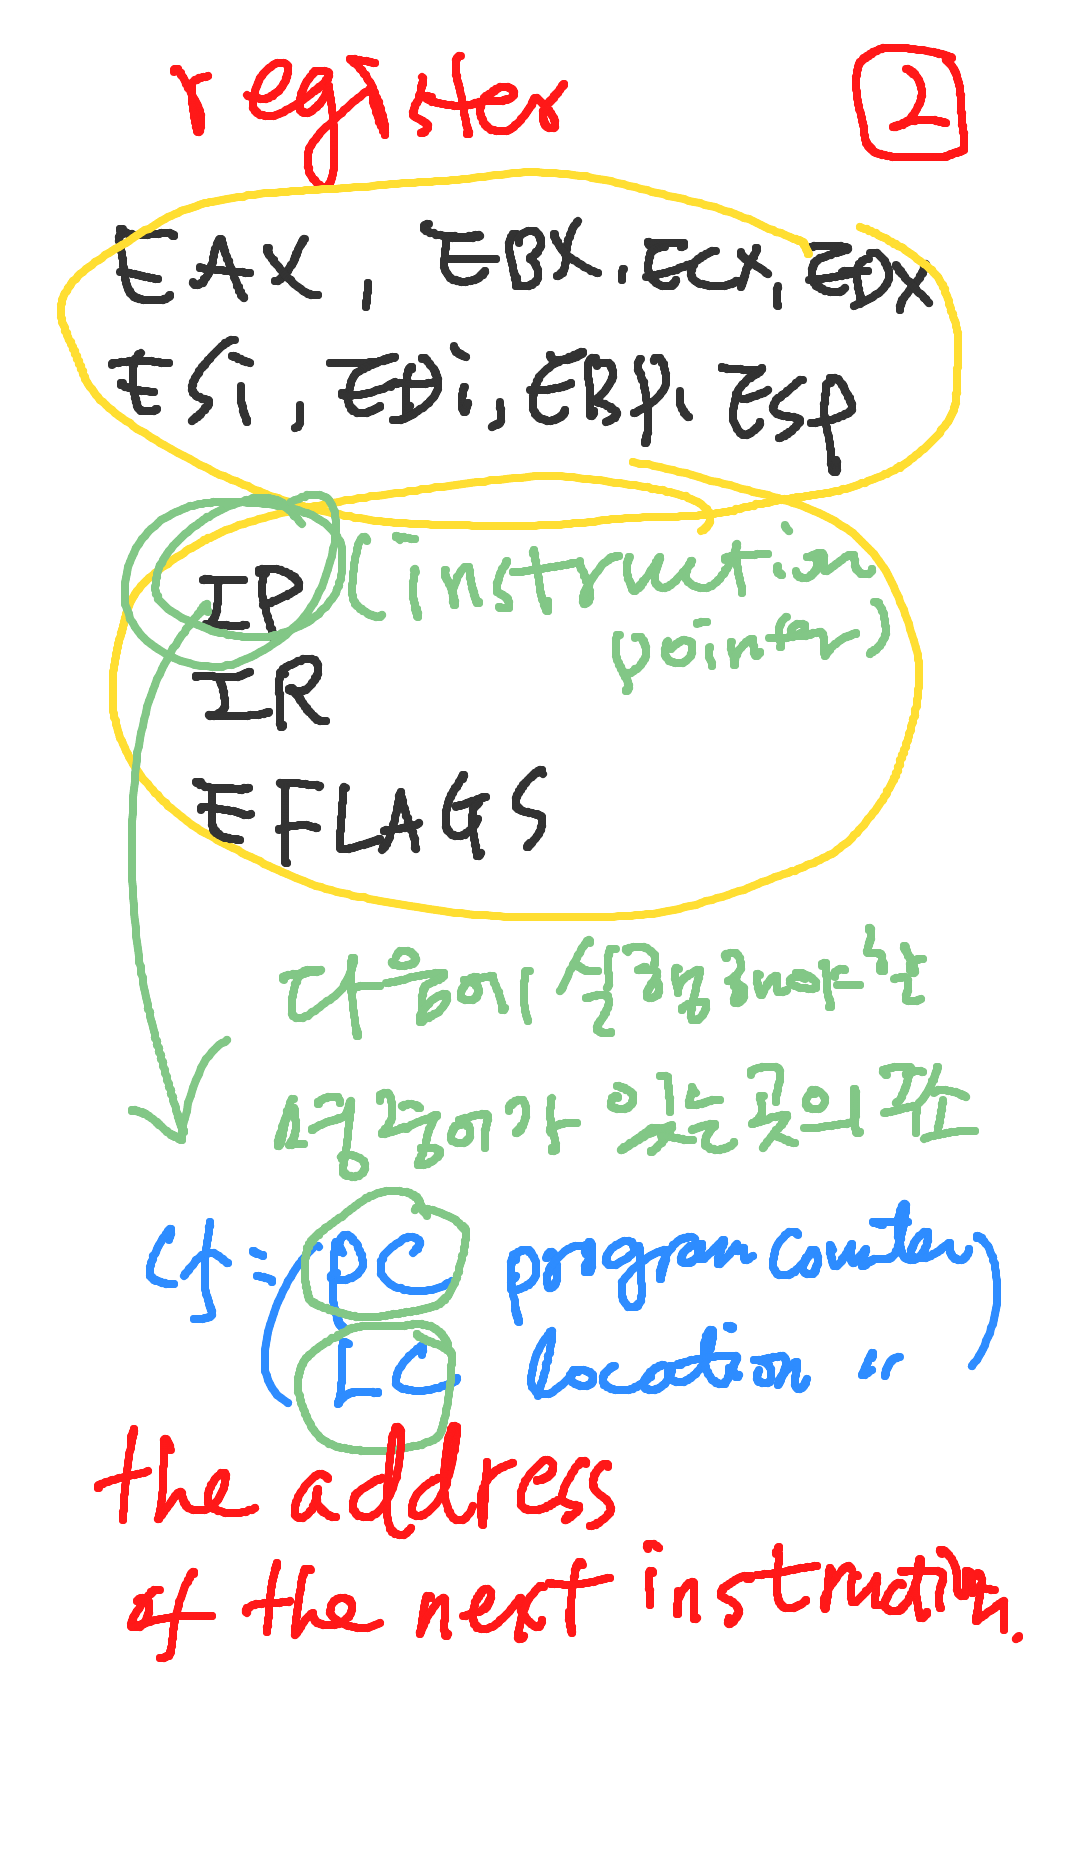 register 2
EAX, EBX, ECX, EDX
ESi, EDi, EBP, ESP
IP (instruction
pointer)
IR
EFLAGS
다음에 실행해야 할
명령어가 있는 곳의 주소
(PC program counter)
LC location 〃
the address
of the next instruction.